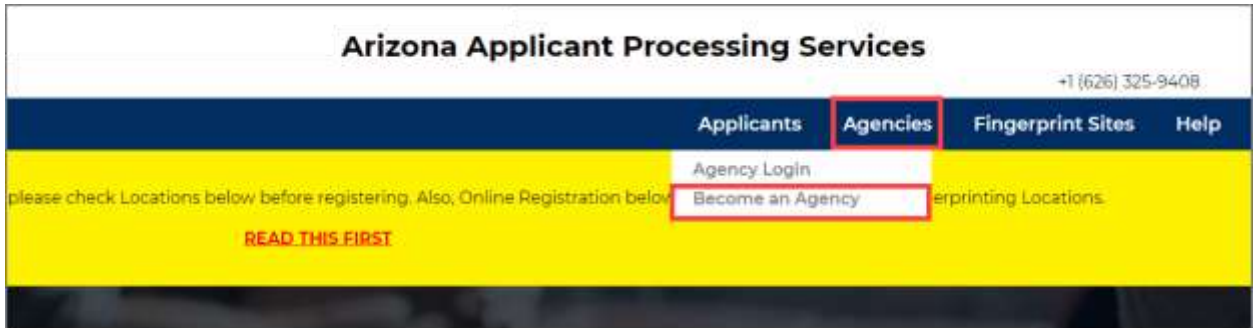 Arizona Applicant Processing Services
+1 (626) 325-9408
Applicants Agencies Fingerprint Sites Help
Agency Login
please check Locations below before registering. Also, Online Registration below Become an Agency erprinting Locations.
READ THIS FIRST